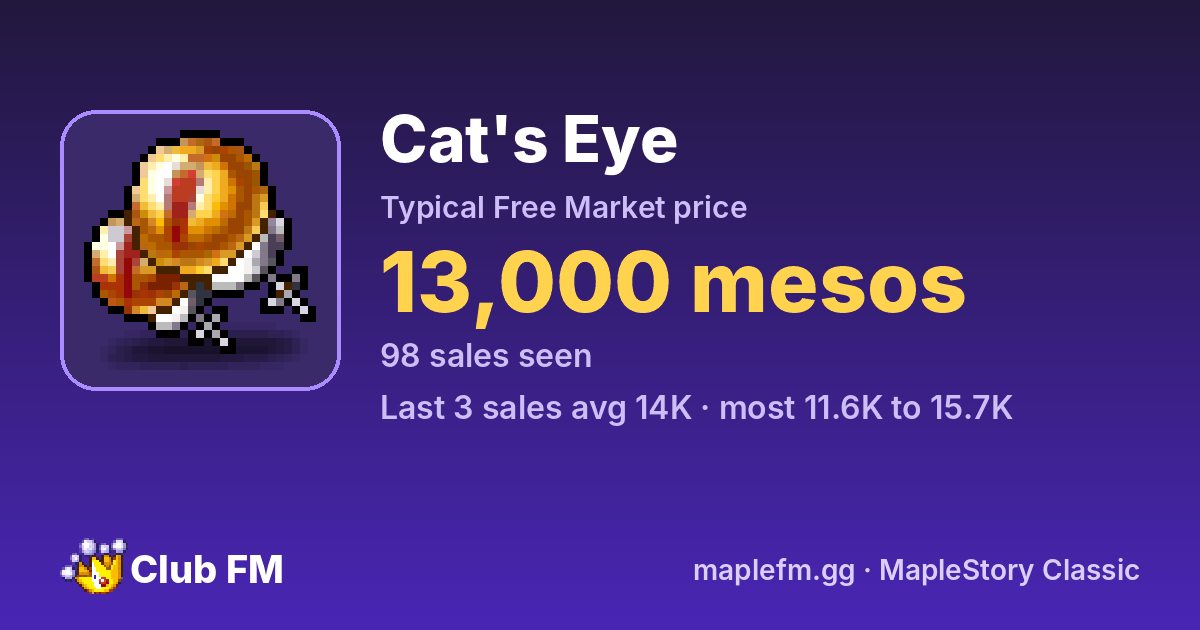 Cat's Eye
Typical Free Market price
13,000 mesos
98 sales seen
Last 3 sales avg 14K · most 11.6K to 15.7K
Club FM
maplefm.gg · MapleStory Classic